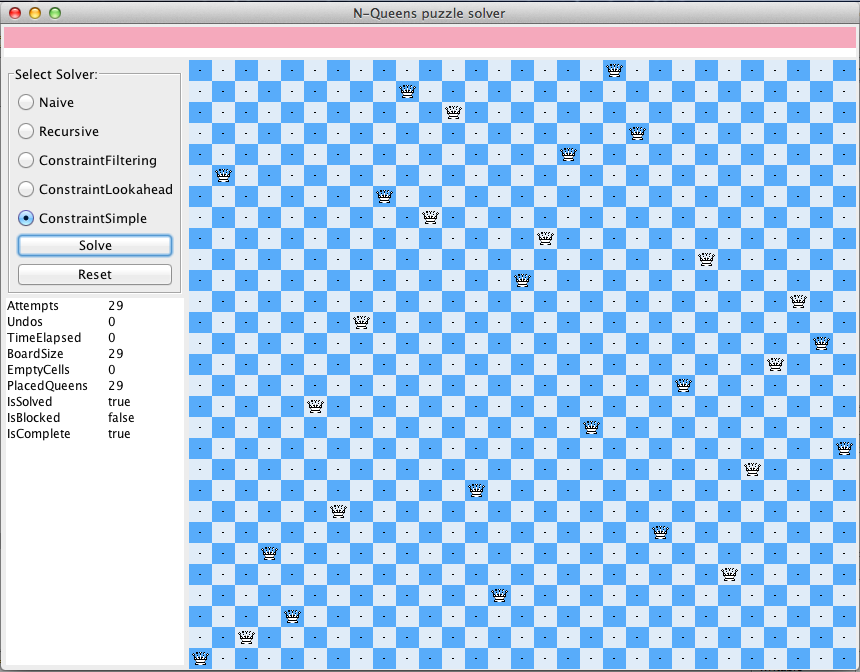 N-Queens puzzle solver
Select Solver:
Naive
Recursive
ConstraintFiltering
ConstraintLookahead
ConstraintSimple
Solve
Reset
Attempts 29
Undos 0
TimeElapsed 0
BoardSize 29
EmptyCells 0
PlacedQueens 29
IsSolved true
IsBlocked false
IsComplete true